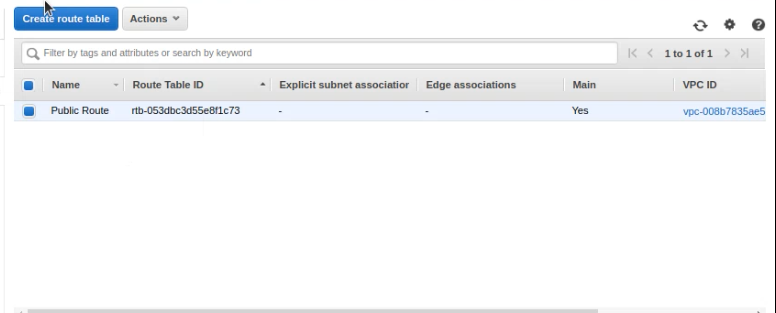 Create route table Actions
Filter by tags and attributes or search by keyword 1 to 1 of 1
Name Route Table ID Explicit subnet association Edge associations Main VPC ID
Public Route rtb-053dbc3d55e8f1c73 - - Yes vpc-008b7835ae5